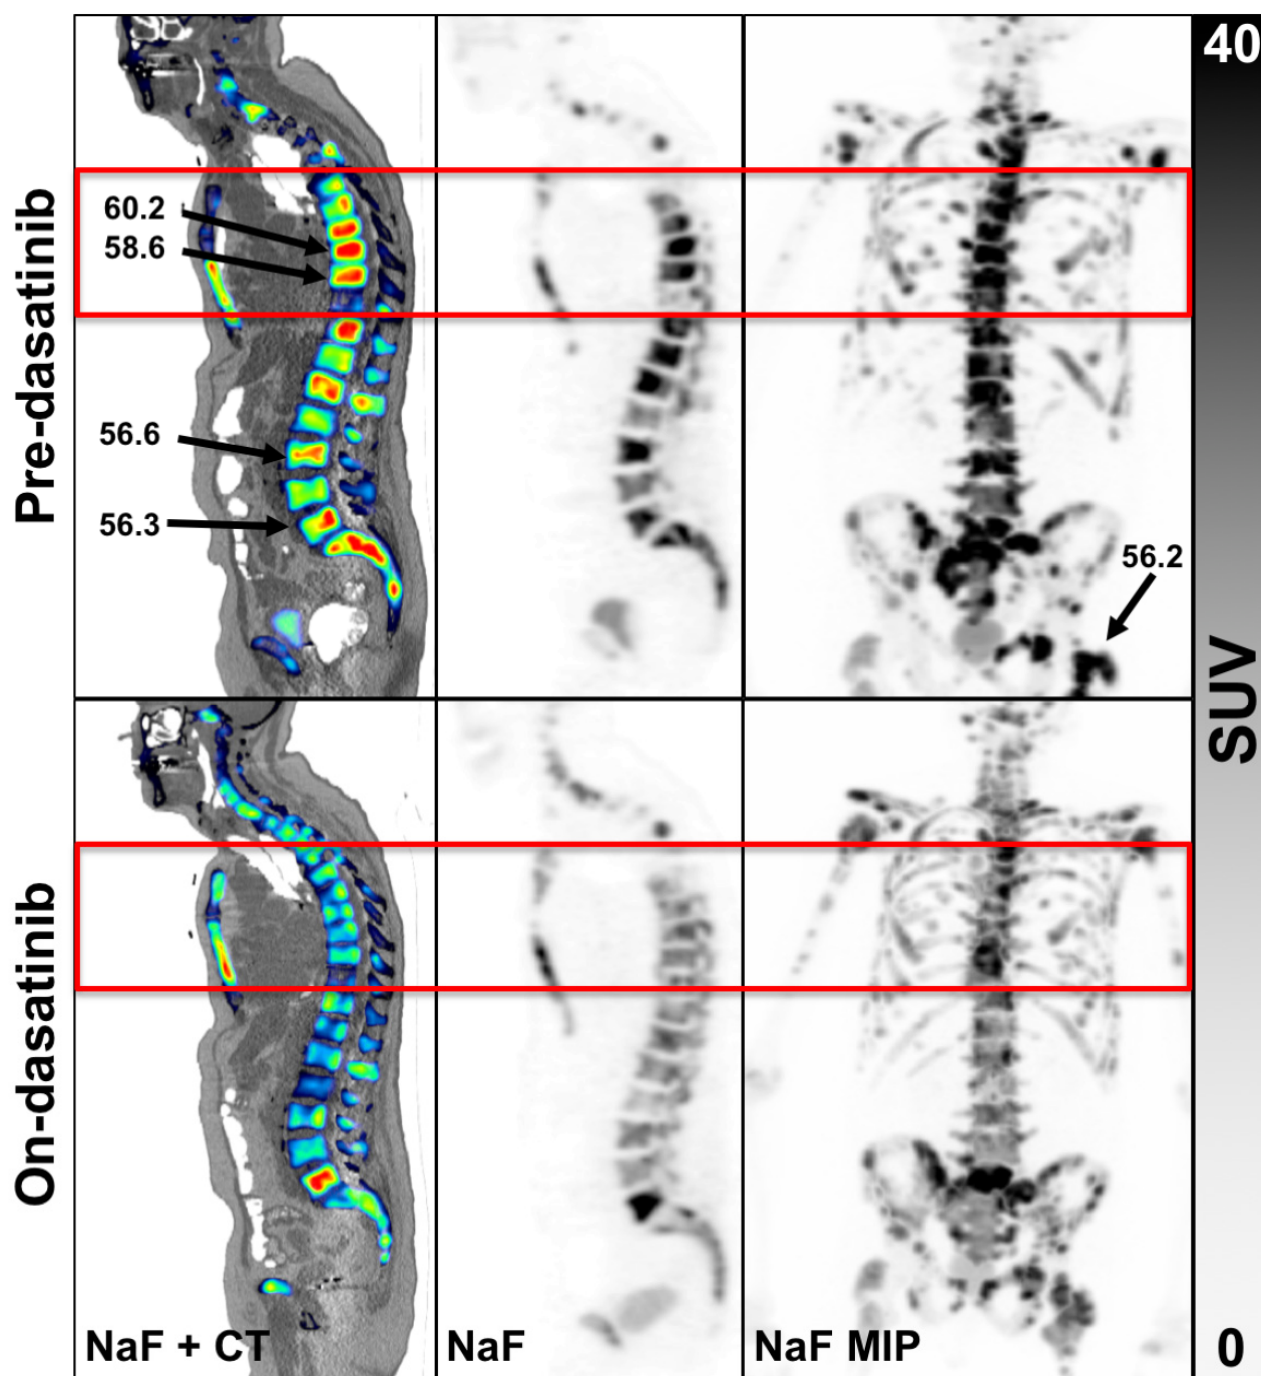 40
Pre-dasatinib
60.2
58.6
56.6
56.3
56.2
SUV
On-dasatinib
NaF + CT
NaF
NaF MIP
0